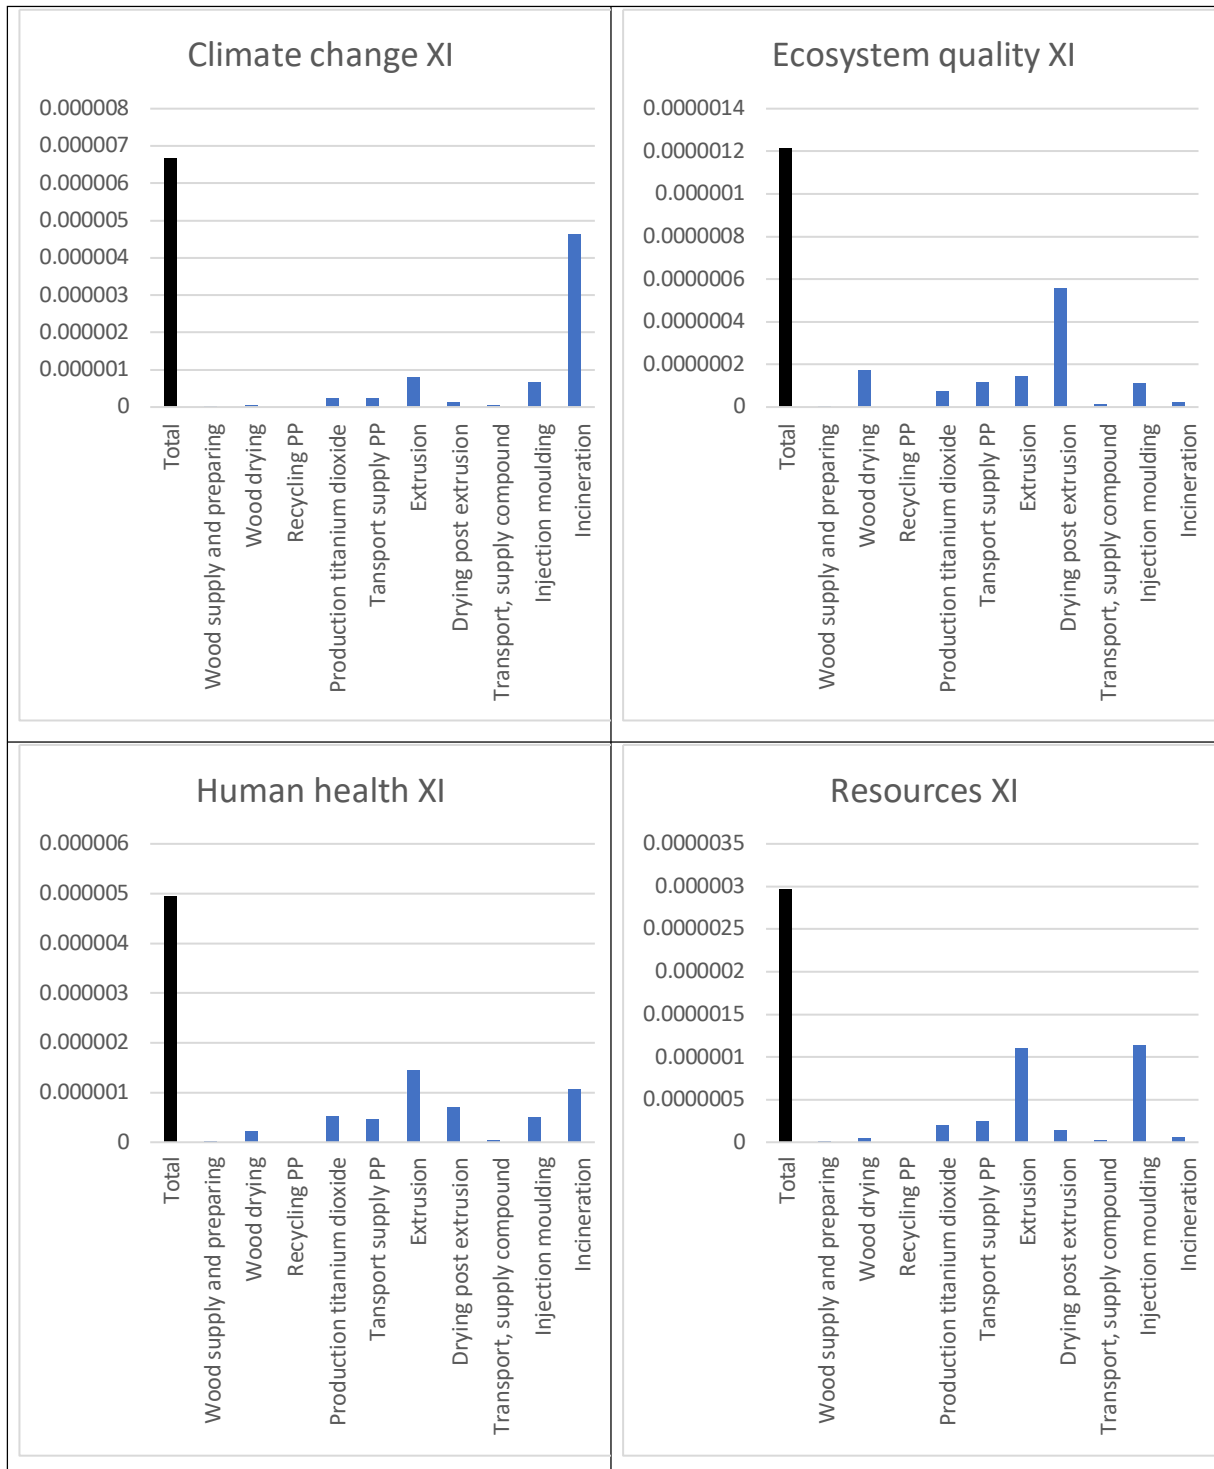 Climate change XI
0.000008
0.000007
0.000006
0.000005
0.000004
0.000003
0.000002
0.000001
0
Total
Wood supply and preparing
Wood drying
Recycling PP
Production titanium dioxide
Tansport supply PP
Extrusion
Drying post extrusion
Transport, supply compound
Injection moulding
Incineration
Ecosystem quality XI
0.0000014
0.0000012
0.000001
0.0000008
0.0000006
0.0000004
0.0000002
0
Total
Wood supply and preparing
Wood drying
Recycling PP
Production titanium dioxide
Tansport supply PP
Extrusion
Drying post extrusion
Transport, supply compound
Injection moulding
Incineration
Human health XI
0.000006
0.000005
0.000004
0.000003
0.000002
0.000001
0
Total
Wood supply and preparing
Wood drying
Recycling PP
Production titanium dioxide
Tansport supply PP
Extrusion
Drying post extrusion
Transport, supply compound
Injection moulding
Incineration
Resources XI
0.0000035
0.000003
0.0000025
0.000002
0.0000015
0.000001
0.0000005
0
Total
Wood supply and preparing
Wood drying
Recycling PP
Production titanium dioxide
Tansport supply PP
Extrusion
Drying post extrusion
Transport, supply compound
Injection moulding
Incineration